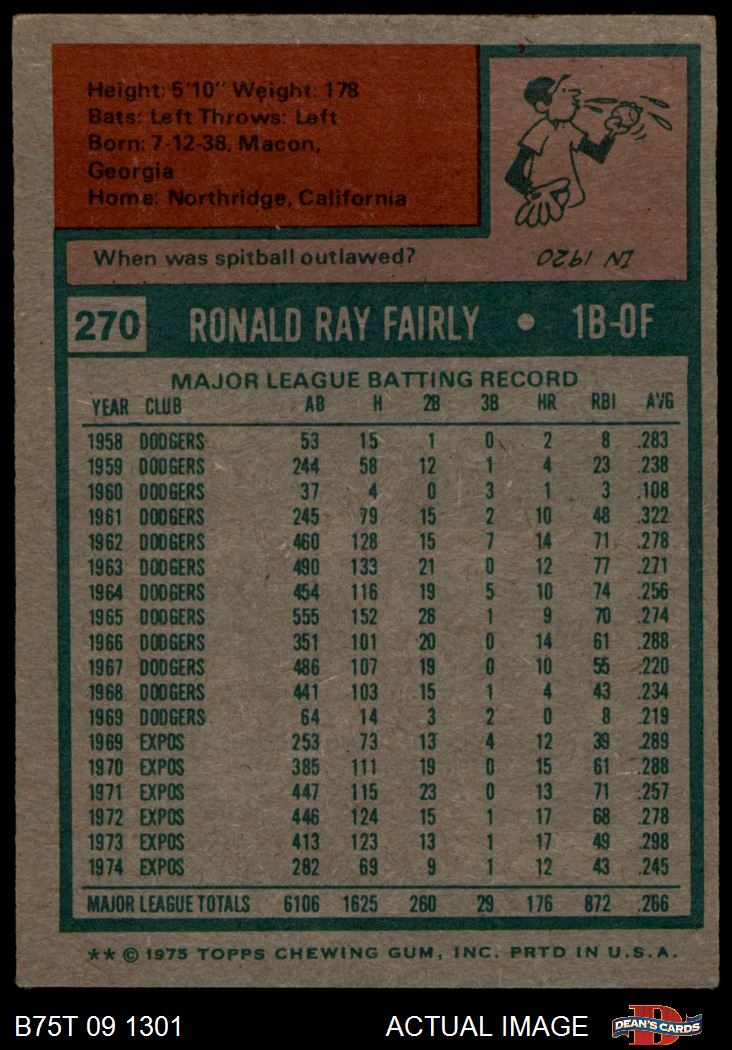 Height: 5'10" Weight: 178
Bats: Left Throws: Left
Born: 7-12-38, Macon,
Georgia
Home: Northridge, California
When was spitball outlawed?
IN 1920
270 RONALD RAY FAIRLY • 1B-OF
MAJOR LEAGUE BATTING RECORD
YEAR CLUB AB H 2B 3B HR RBI AVG
1958 DODGERS 53 15 1 0 2 8 .283
1959 DODGERS 244 58 12 1 4 23 .238
1960 DODGERS 37 4 0 3 1 3 .108
1961 DODGERS 245 79 15 2 10 48 .322
1962 DODGERS 460 128 15 7 14 71 .278
1963 DODGERS 490 133 21 0 12 77 .271
1964 DODGERS 454 116 19 5 10 74 .256
1965 DODGERS 555 152 28 1 9 70 .274
1966 DODGERS 351 101 20 0 14 61 .288
1967 DODGERS 486 107 19 0 10 55 .220
1968 DODGERS 441 103 15 1 4 43 .234
1969 DODGERS 64 14 3 2 0 8 .219
1969 EXPOS 253 73 13 4 12 39 .289
1970 EXPOS 385 111 19 0 15 61 .288
1971 EXPOS 447 115 23 0 13 71 .257
1972 EXPOS 446 124 15 1 17 68 .278
1973 EXPOS 413 123 13 1 17 49 .298
1974 EXPOS 282 69 9 1 12 43 .245
MAJOR LEAGUE TOTALS 6106 1625 260 29 176 872 .266
** © 1975 TOPPS CHEWING GUM, INC. PRTD IN U.S.A.
B75T 09 1301 ACTUAL IMAGE D DEAN'S CARDS